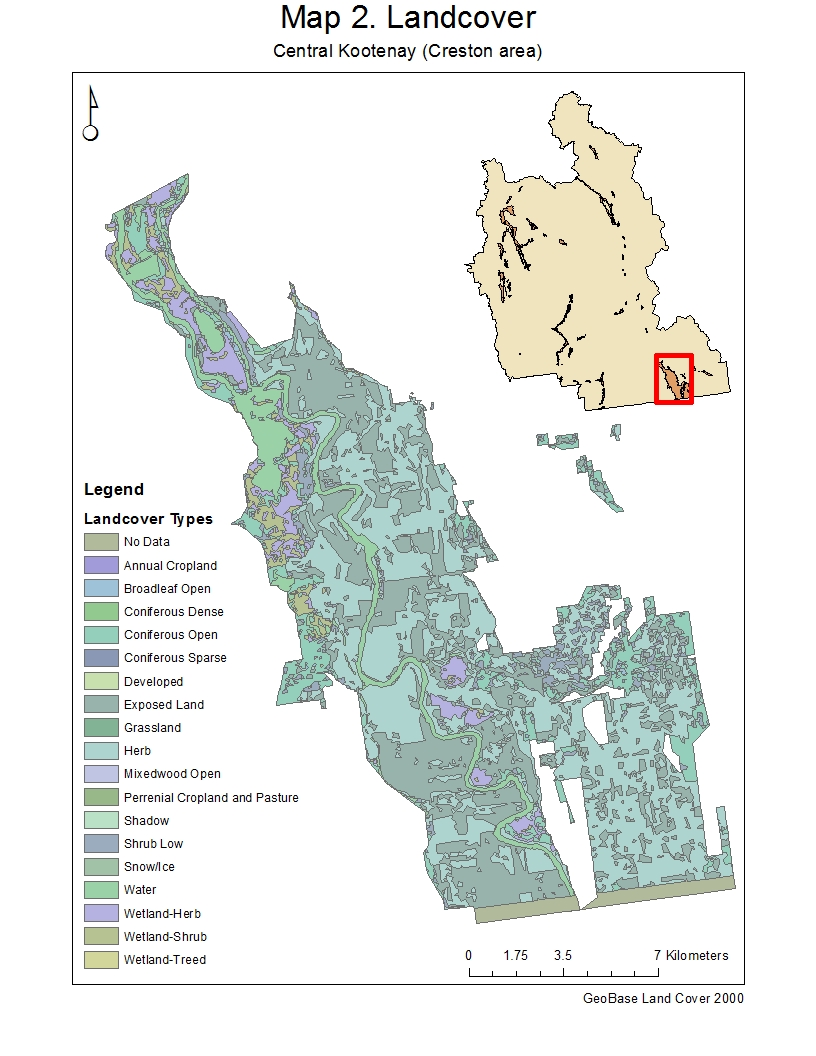 Map 2. Landcover
Central Kootenay (Creston area)
Legend
Landcover Types
No Data
Annual Cropland
Broadleaf Open
Coniferous Dense
Coniferous Open
Coniferous Sparse
Developed
Exposed Land
Grassland
Herb
Mixedwood Open
Perrenial Cropland and Pasture
Shadow
Shrub Low
Snow/Ice
Water
Wetland-Herb
Wetland-Shrub
Wetland-Treed
0 1.75 3.5 7 Kilometers
GeoBase Land Cover 2000